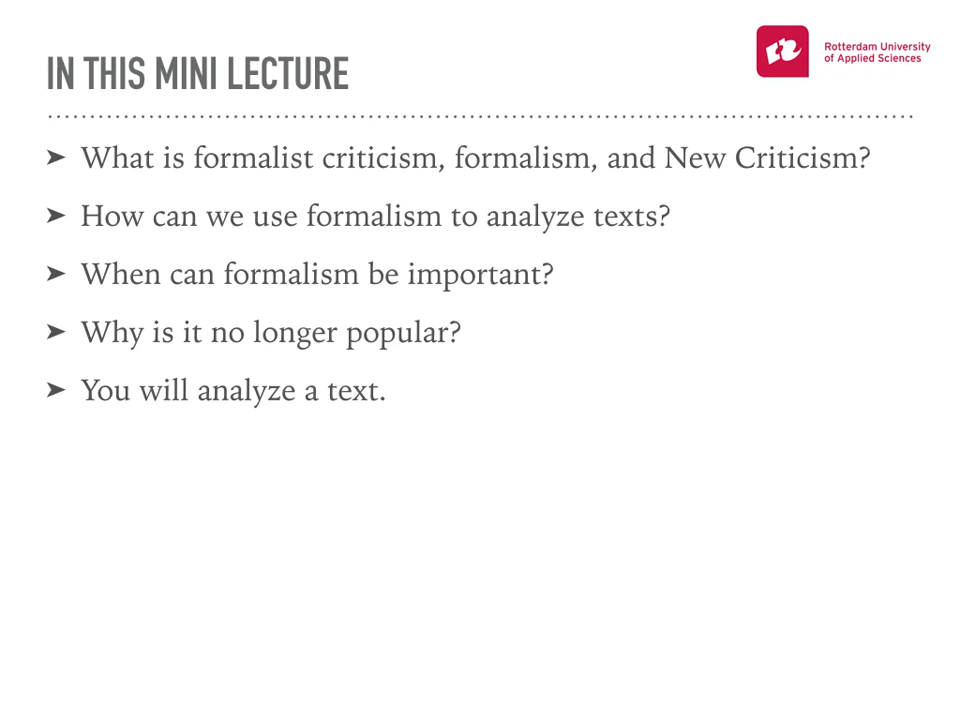 IN THIS MINI LECTURE
Rotterdam University
of Applied Sciences
➤ What is formalist criticism, formalism, and New Criticism?
➤ How can we use formalism to analyze texts?
➤ When can formalism be important?
➤ Why is it no longer popular?
➤ You will analyze a text.